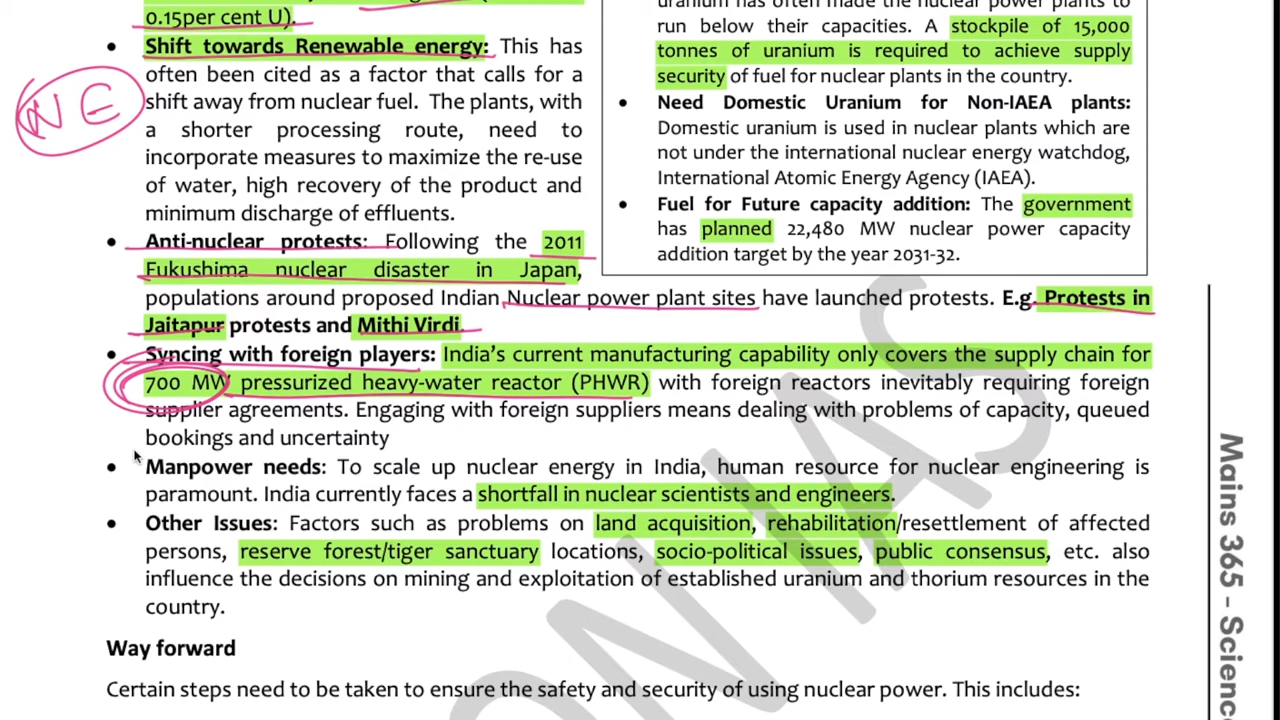 0.15per cent U).
• Shift towards Renewable energy: This has
often been cited as a factor that calls for a
shift away from nuclear fuel. The plants, with
a shorter processing route, need to
incorporate measures to maximize the re-use
of water, high recovery of the product and
minimum discharge of effluents.
• Anti-nuclear protests: Following the 2011
Fukushima nuclear disaster in Japan,
populations around proposed Indian Nuclear power plant sites have launched protests. E.g. Protests in
Jaitapur protests and Mithi Virdi.
• Syncing with foreign players: India's current manufacturing capability only covers the supply chain for
700 MW pressurized heavy-water reactor (PHWR) with foreign reactors inevitably requiring foreign
supplier agreements. Engaging with foreign suppliers means dealing with problems of capacity, queued
bookings and uncertainty
• Manpower needs: To scale up nuclear energy in India, human resource for nuclear engineering is
paramount. India currently faces a shortfall in nuclear scientists and engineers.
• Other Issues: Factors such as problems on land acquisition, rehabilitation/resettlement of affected
persons, reserve forest/tiger sanctuary locations, socio-political issues, public consensus, etc. also
influence the decisions on mining and exploitation of established uranium and thorium resources in the
country.
Way forward
Certain steps need to be taken to ensure the safety and security of using nuclear power. This includes:
uranium has often made the nuclear power plants to
run below their capacities. A stockpile of 15,000
tonnes of uranium is required to achieve supply
security of fuel for nuclear plants in the country.
• Need Domestic Uranium for Non-IAEA plants:
Domestic uranium is used in nuclear plants which are
not under the international nuclear energy watchdog,
International Atomic Energy Agency (IAEA).
• Fuel for Future capacity addition: The government
has planned 22,480 MW nuclear power capacity
addition target by the year 2031-32.
NE
Mains 365 - Science
ON IAS